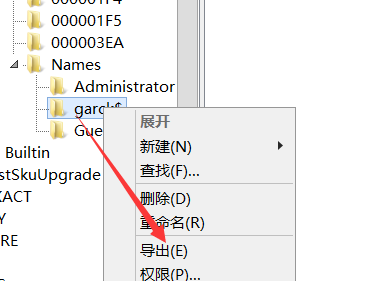 000001F4
000001F5
000003EA
Names
Administrator
garck$
Gue
Builtin
stSkuUpgrade
XACT
Y
RE
展开
新建(N)
查找(F)...
删除(D)
重命名(R)
导出(E)
权限(P)...